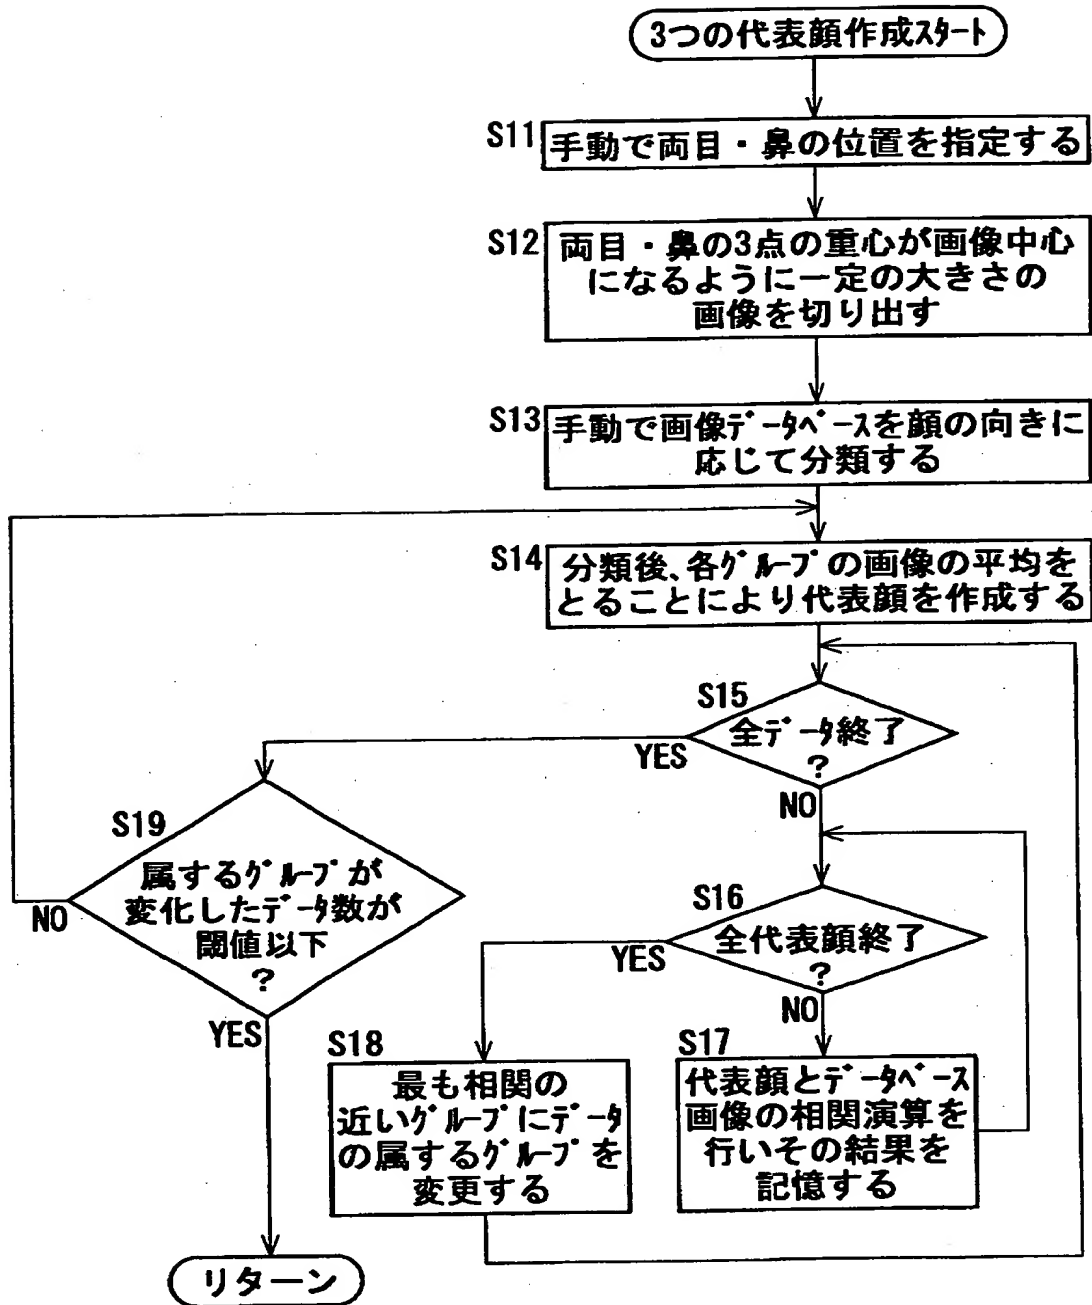 3つの代表顔作成ｽﾀｰﾄ
S11
手動で両目・鼻の位置を指定する
S12
両目・鼻の3点の重心が画像中心
になるように一定の大きさの
画像を切り出す
S13
手動で画像ﾃﾞｰﾀﾍﾞｰｽを顔の向きに
応じて分類する
S14
分類後、各ｸﾞﾙｰﾌﾟの画像の平均を
とることにより代表顔を作成する
S15
全ﾃﾞｰﾀ終了
?
YES
NO
S19
属するｸﾞﾙｰﾌﾟが
変化したﾃﾞｰﾀ数が
閾値以下
?
NO
YES
S16
全代表顔終了
?
YES
NO
S18
最も相関の
近いｸﾞﾙｰﾌﾟにﾃﾞｰﾀ
の属するｸﾞﾙｰﾌﾟを
変更する
S17
代表顔とﾃﾞｰﾀﾍﾞｰｽ
画像の相関演算を
行いその結果を
記憶する
リターン